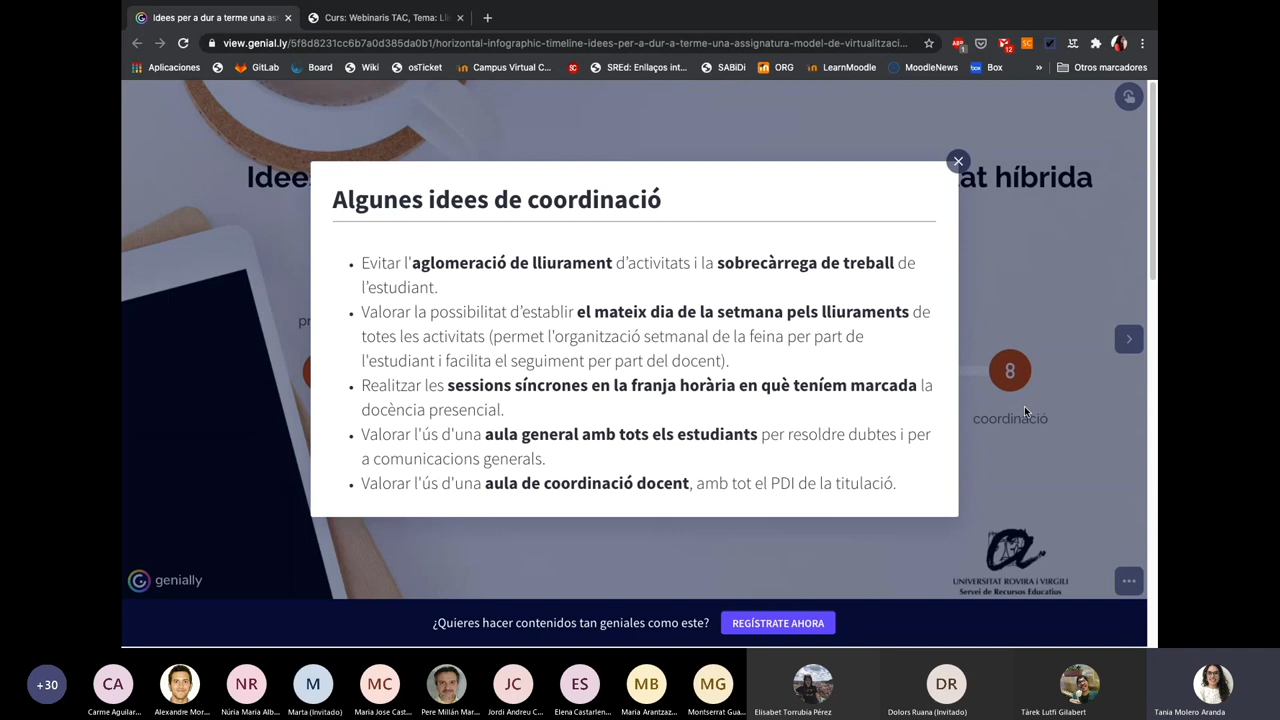 Idees per a dur a terme una as
Curs: Webinaris TAC, Tema: Lli
view.genial.ly/5f8d8231cc6b7a0d385da0b1/horizontal-infographic-timeline-idees-per-a-dur-a-terme-una-assignatura-model-de-virtualitzaci...
Aplicaciones
GitLab
Board
Wiki
osTicket
Campus Virtual C...
SREd: Enllaços int...
SABiDi
ORG
LearnMoodle
MoodleNews
Box
»
Otros marcadores
Idees
at híbrida
Algunes idees de coordinació
• Evitar l'aglomeració de lliurament d'activitats i la sobrecàrrega de treball de
l'estudiant.
• Valorar la possibilitat d'establir el mateix dia de la setmana pels lliuraments de
totes les activitats (permet l'organització setmanal de la feina per part de
l'estudiant i facilita el seguiment per part del docent).
• Realitzar les sessions síncrones en la franja horària en què teníem marcada la
docència presencial.
• Valorar l'ús d'una aula general amb tots els estudiants per resoldre dubtes i per
a comunicacions generals.
• Valorar l'ús d'una aula de coordinació docent, amb tot el PDI de la titulació.
pr
8
coordinació
genially
UNIVERSITAT ROVIRA i VIRGILI
Servei de Recursos Educatius
¿Quieres hacer contenidos tan geniales como este?
REGÍSTRATE AHORA
+30
CA
NR
M
MC
JC
ES
MB
MG
DR
Carme Aguilar...
Alexandre Mor...
Núria Maria Alb...
Marta (Invitado)
Maria Jose Cast...
Pere Millán Mar...
Jordi Andreu C...
Elena Castarlen...
Maria Arantzaz...
Montserrat Gua...
Elisabet Torrubia Pérez
Dolors Ruana (Invitado)
Tàrek Lutfi Gilabert
Tania Molero Aranda